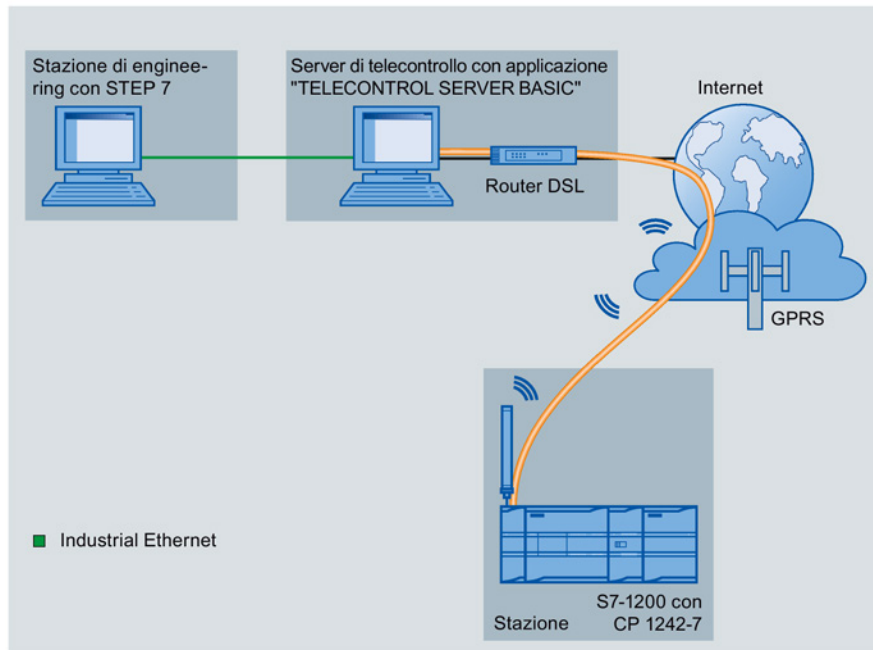 Stazione di enginee-
ring con STEP 7
Server di telecontrollo con applicazione
"TELECONTROL SERVER BASIC"
Internet
Router DSL
GPRS
Industrial Ethernet
S7-1200 con
CP 1242-7
Stazione